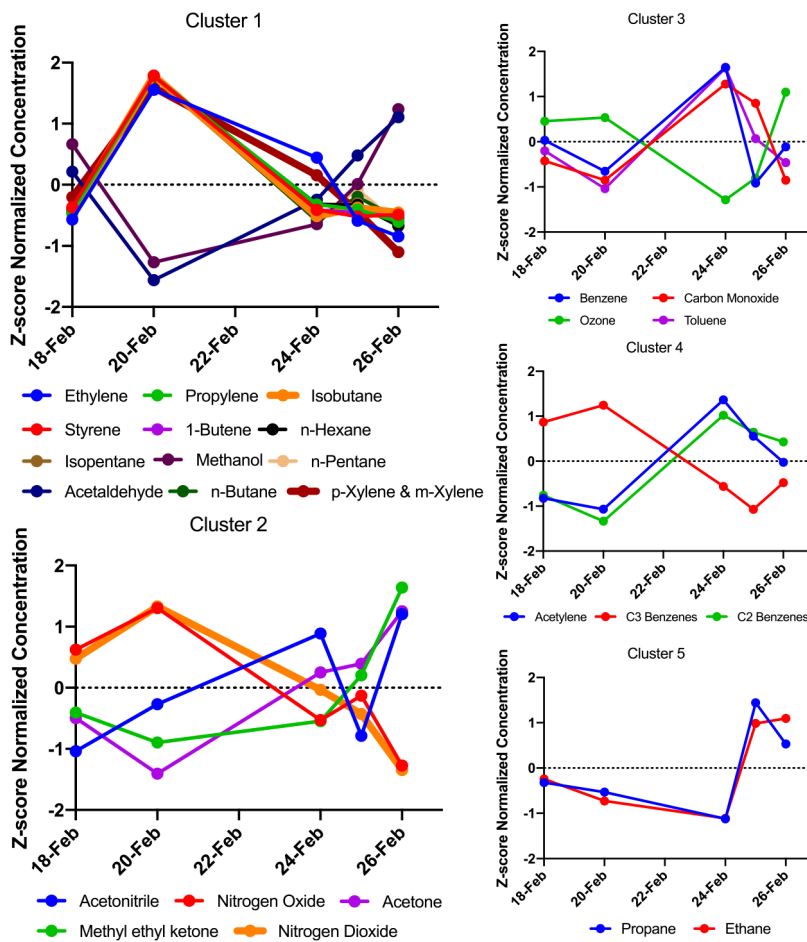 Cluster 1
Z-score Normalized Concentration
2
1
0
-1
-2
18-Feb
20-Feb
22-Feb
24-Feb
26-Feb
Ethylene Propylene Isobutane
Styrene 1-Butene n-Hexane
Isopentane Methanol n-Pentane
Acetaldehyde n-Butane p-Xylene & m-Xylene
Cluster 2
Z-score Normalized Concentration
2
1
0
-1
-2
18-Feb
20-Feb
22-Feb
24-Feb
26-Feb
Acetonitrile Nitrogen Oxide Acetone
Methyl ethyl ketone Nitrogen Dioxide
Cluster 3
Z-score Normalized Concentration
2
1
0
-1
-2
18-Feb
20-Feb
22-Feb
24-Feb
26-Feb
Benzene Carbon Monoxide
Ozone Toluene
Cluster 4
Z-score Normalized Concentration
2
1
0
-1
-2
18-Feb
20-Feb
22-Feb
24-Feb
26-Feb
Acetylene C3 Benzenes C2 Benzenes
Cluster 5
Z-score Normalized Concentration
2
1
0
-1
-2
18-Feb
20-Feb
22-Feb
24-Feb
26-Feb
Propane Ethane